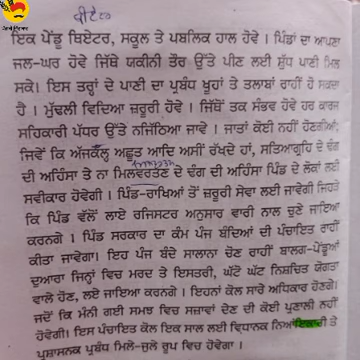 ਇਕ ਪੇਂਡੂ ਥਿਏਟਰ, ਸਕੂਲ ਤੇ ਪਬਲਿਕ ਹਾਲ ਹੋਵੇ । ਪਿੰਡਾਂ ਦਾ ਆਪਣਾ
ਜਲ-ਘਰ ਹੋਵੇ ਜਿੱਥੇ ਯਕੀਨੀ ਤੌਰ ਉੱਤੇ ਪੀਣ ਲਈ ਸ਼ੁੱਧ ਪਾਣੀ ਮਿਲ
ਸਕੇ। ਇਸ ਤਰ੍ਹਾਂ ਦੇ ਪਾਣੀ ਦਾ ਪ੍ਰਬੰਧ ਖੂਹਾਂ ਤੇ ਤਲਾਬਾਂ ਰਾਹੀਂ ਹੋ ਸਕਦਾ
ਹੈ । ਮੁੱਢਲੀ ਵਿਦਿਆ ਜ਼ਰੂਰੀ ਹੋਵੇ । ਜਿੱਥੋਂ ਤਕ ਸੰਭਵ ਹੋਵੇ ਹਰ ਕਾਰਜ
ਸਹਿਕਾਰੀ ਪੱਧਰ ਉੱਤੇ ਨਜਿੱਠਿਆ ਜਾਵੇ । ਜਾਤਾਂ ਕੋਈ ਨਹੀਂ ਹੋਣਗੀਆਂ,
ਜਿਵੇਂ ਕਿ ਅੱਜਕੱਲ੍ਹ ਅਛੂਤ ਆਦਿ ਅਸੀਂ ਰੱਖਦੇ ਹਾਂ, ਸਤਿਆਗ੍ਰਹਿ ਦੇ ਢੰਗ
ਦੀ ਅਹਿੰਸਾ ਤੇ ਨਾ ਮਿਲਵਰਤੱਣ ਦੇ ਢੰਗ ਦੀ ਅਹਿੰਸਾ ਪਿੰਡ ਦੇ ਲੋਕਾਂ ਲਈ
ਸਵੀਕਾਰ ਹੋਵੇਗੀ । ਪਿੰਡ-ਰਾਖਿਆਂ ਤੋਂ ਜ਼ਰੂਰੀ ਸੇਵਾ ਲਈ ਜਾਵੇਗੀ ਜਿਹੜੇ
ਕਿ ਪਿੰਡ ਵੱਲੋਂ ਲਾਏ ਰਜਿਸਟਰ ਅਨੁਸਾਰ ਵਾਰੀ ਨਾਲ ਚੁਣੇ ਜਾਇਆ
ਕਰਨਗੇ । ਪਿੰਡ ਸਰਕਾਰ ਦਾ ਕੰਮ ਪੰਜ ਬੰਦਿਆਂ ਦੀ ਪੰਚਾਇਤ ਰਾਹੀਂ
ਕੀਤਾ ਜਾਵੇਗਾ। ਇਹ ਪੰਜ ਬੰਦੇ ਸਾਲਾਨਾ ਚੋਣ ਰਾਹੀਂ ਬਾਲਗ-ਪੇਂਡੂਆਂ
ਦੁਆਰਾ ਜਿਨ੍ਹਾਂ ਵਿਚ ਮਰਦ ਤੇ ਇਸਤਰੀ, ਘੱਟੋ ਘੱਟ ਨਿਸ਼ਚਿਤ ਯੋਗਤਾ
ਵਾਲੇ ਹੋਣ, ਲਏ ਜਾਇਆ ਕਰਨਗੇ । ਇਹਨਾਂ ਕੋਲ ਸਾਰੇ ਅਧਿਕਾਰ ਹੋਣਗੇ।
ਜਦੋਂ ਕਿ ਮੰਨੀ ਗਈ ਸਮਝ ਵਿਚ ਸਜ਼ਾਵਾਂ ਦੇਣ ਦੀ ਕੋਈ ਪ੍ਰਣਾਲੀ ਨਹੀਂ
ਹੋਵੇਗੀ। ਇਸ ਪੰਚਾਇਤ ਕੋਲ ਇਕ ਸਾਲ ਲਈ ਵਿਧਾਨਕ ਤੇ
ਪ੍ਰਸ਼ਾਸਨਕ ਪ੍ਰਬੰਧ ਮਿਲੇ-ਜੁਲੇ ਰੂਪ ਵਿਚ ਹੋਵੇਗਾ ।